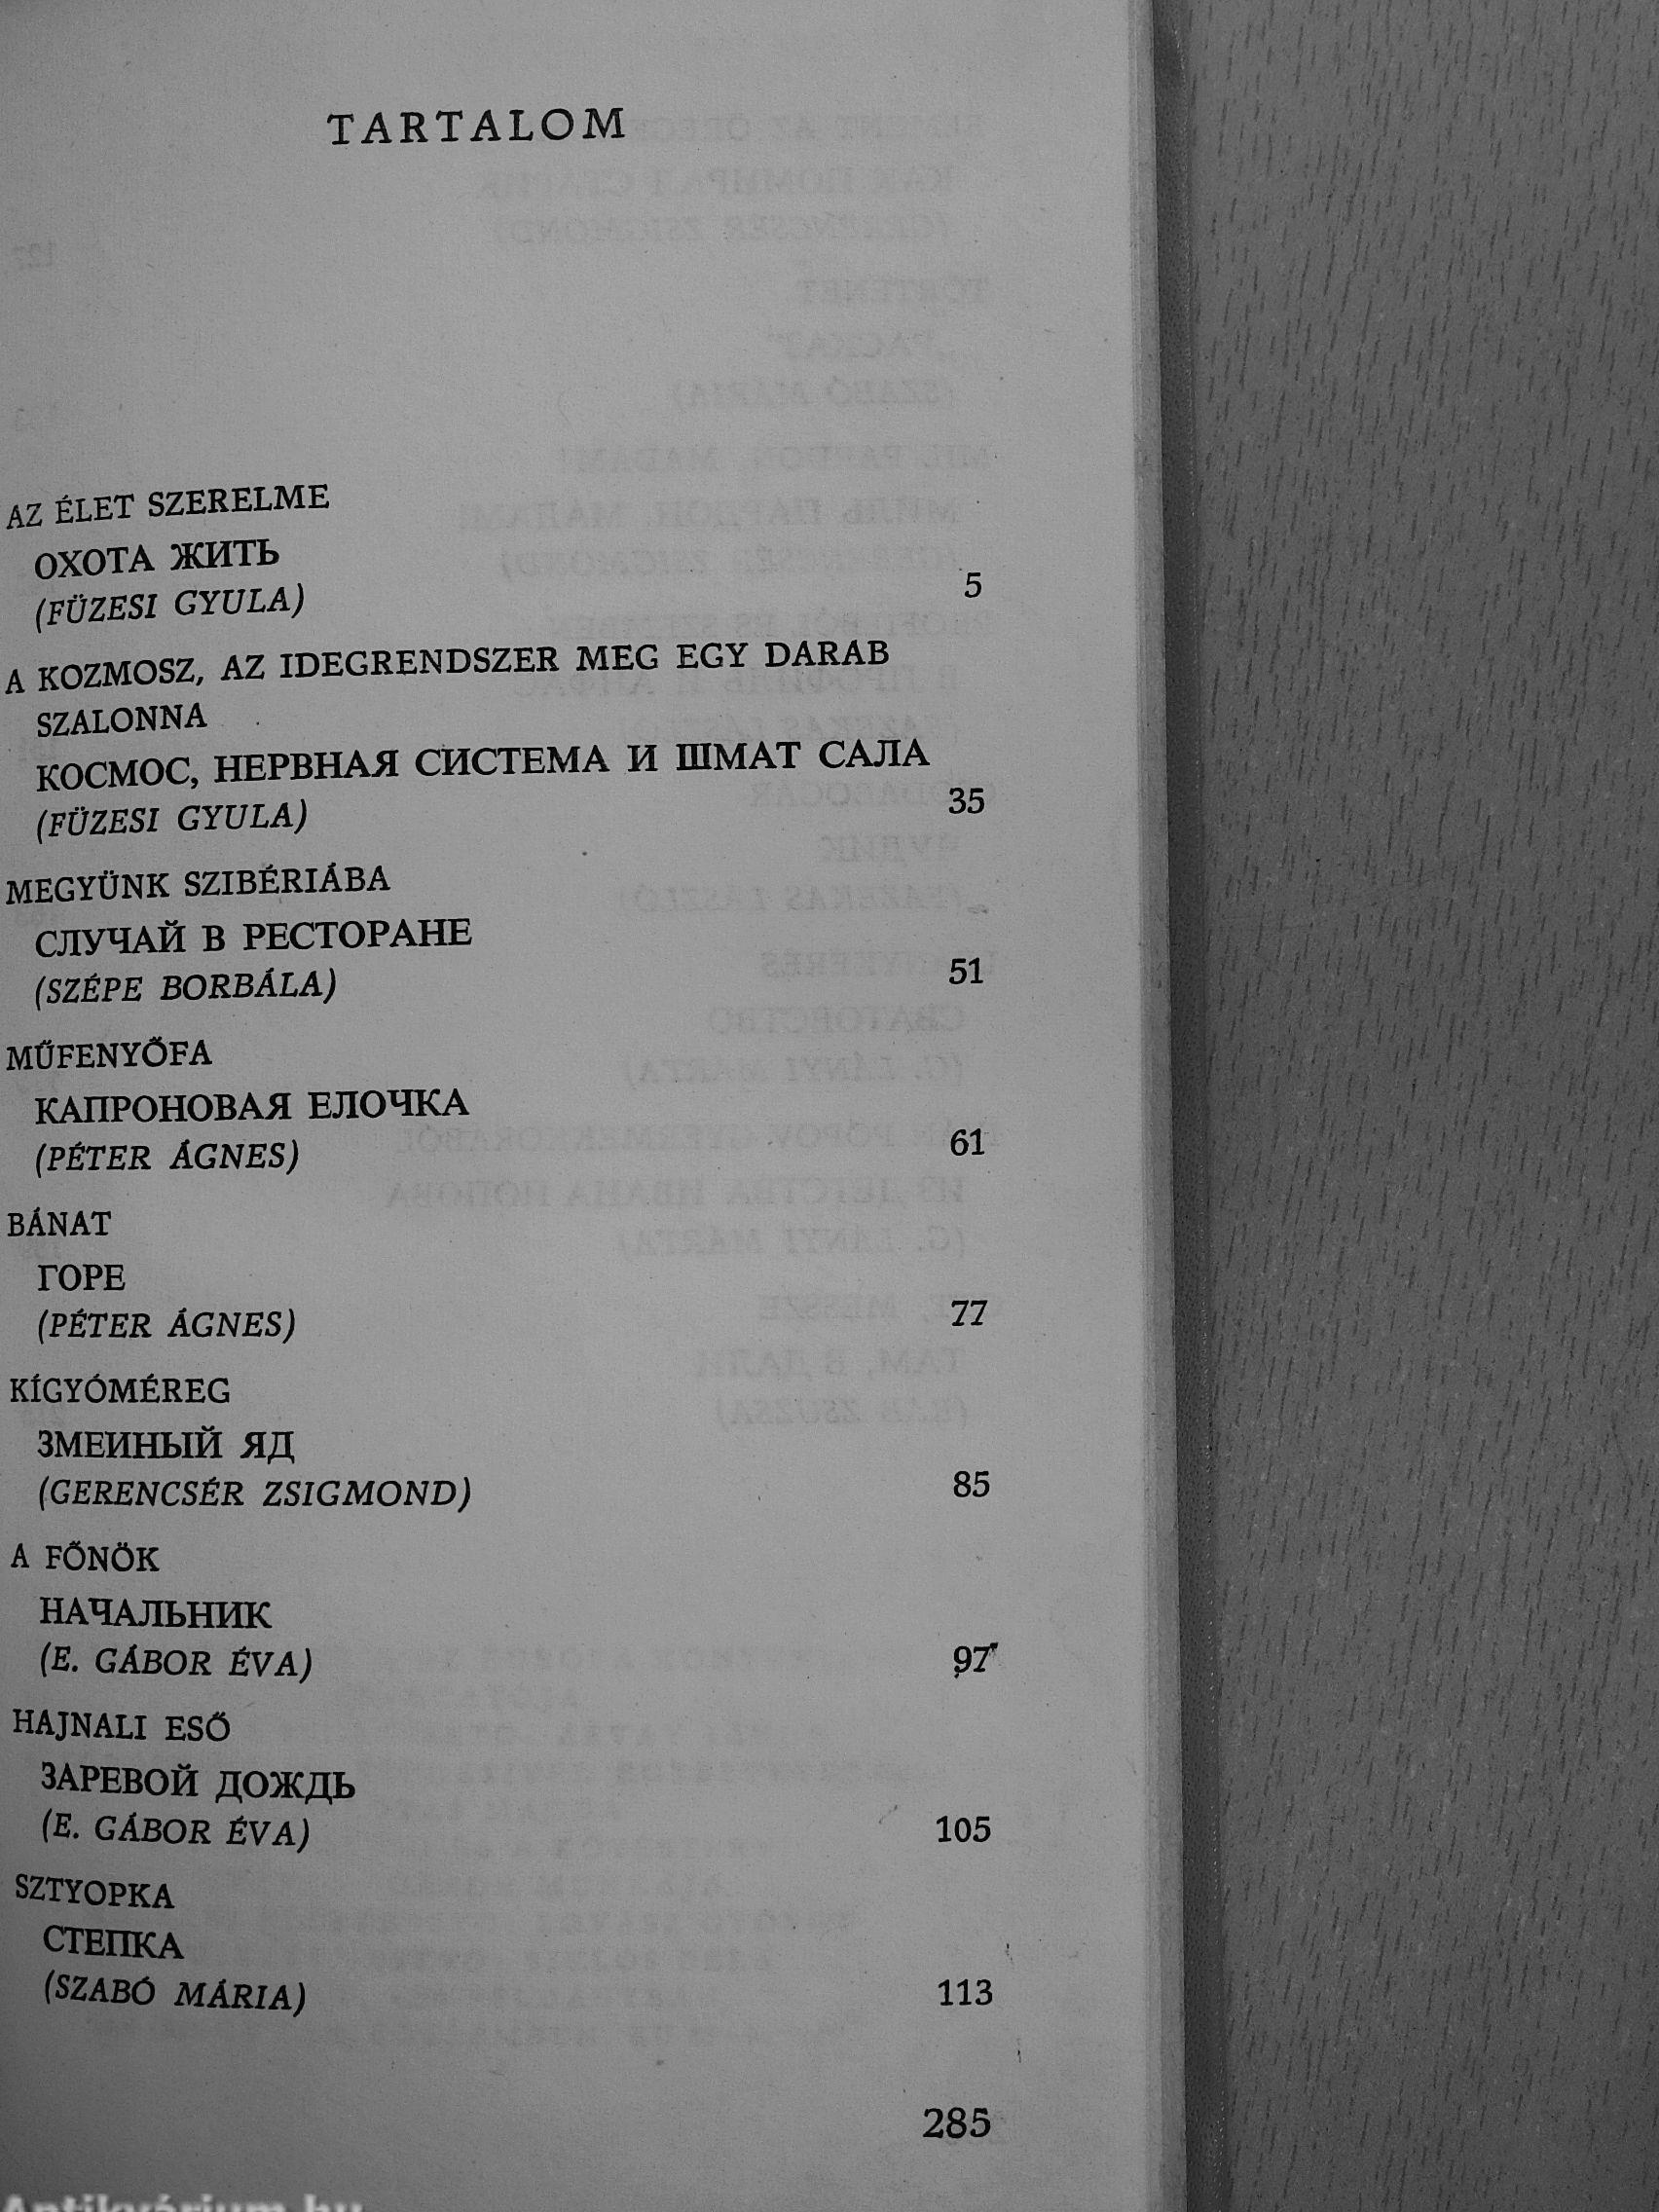 TARTALOM
AZ ÉLET SZERELME
ОХОТА ЖИТЬ
(FÜZESI GYULA) 5
A KOZMOSZ, AZ IDEGRENDSZER MEG EGY DARAB
SZALONNA
КОСМОС, НЕРВНАЯ СИСТЕМА И ШМАТ САЛА
(FÜZESI GYULA) 35
MEGYÜNK SZIBÉRIÁBA
СЛУЧАЙ В РЕСТОРАНЕ
(SZÉPE BORBÁLA) 51
MŰFENYŐFA
КАПРОНОВАЯ ЕЛОЧКА
(PÉTER ÁGNES) 61
BÁNAT
ГОРЕ
(PÉTER ÁGNES) 77
KÍGYÓMÉREG
ЗМЕИНЫЙ ЯД
(GERENCSÉR ZSIGMOND) 85
A FŐNÖK
НАЧАЛЬНИК
(E. GÁBOR ÉVA) 97
HAJNALI ESŐ
ЗАРЕВОЙ ДОЖДЬ
(E. GÁBOR ÉVA) 105
SZTYOPKA
СТЕПКА
(SZABÓ MÁRIA) 113
285
Antikvárium.hu